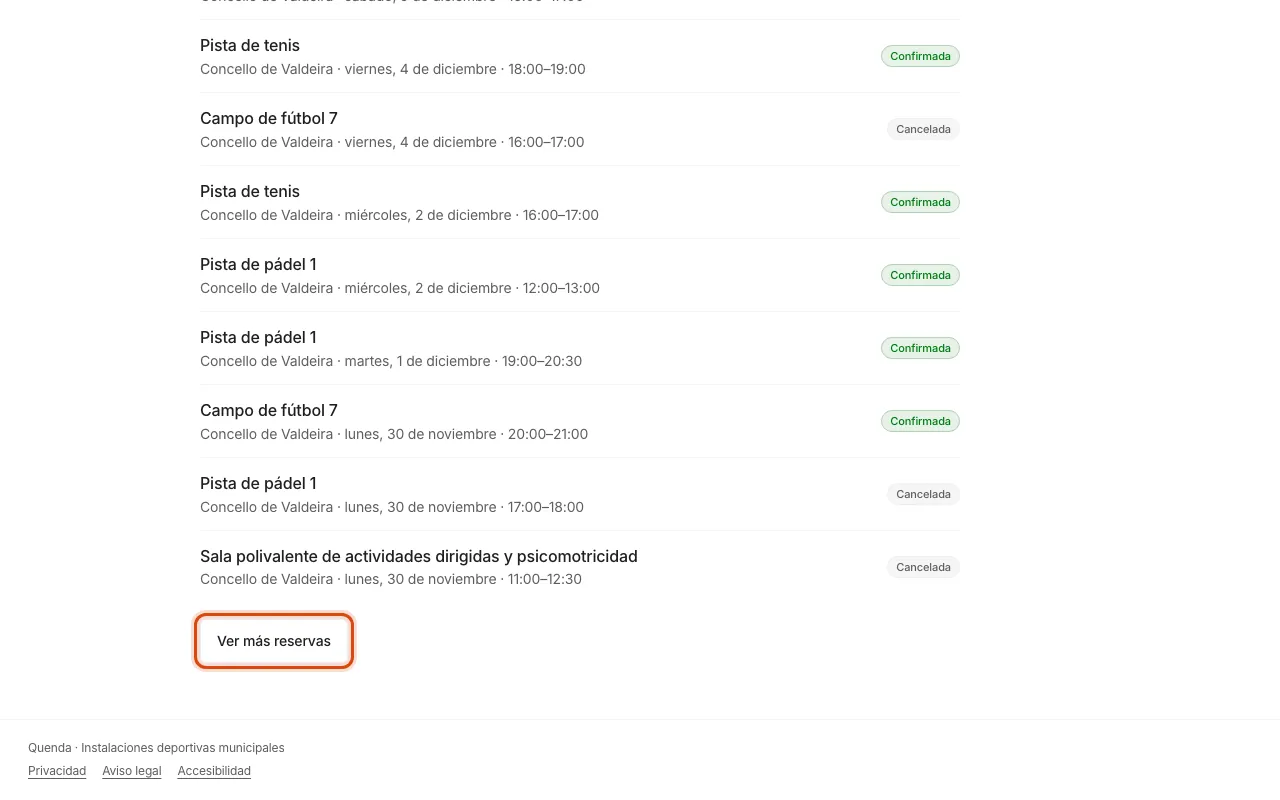 Pista de tenis
Confirmada
Concello de Valdeira · viernes, 4 de diciembre · 18:00–19:00
Campo de fútbol 7
Cancelada
Concello de Valdeira · viernes, 4 de diciembre · 16:00–17:00
Pista de tenis
Confirmada
Concello de Valdeira · miércoles, 2 de diciembre · 16:00–17:00
Pista de pádel 1
Confirmada
Concello de Valdeira · miércoles, 2 de diciembre · 12:00–13:00
Pista de pádel 1
Confirmada
Concello de Valdeira · martes, 1 de diciembre · 19:00–20:30
Campo de fútbol 7
Confirmada
Concello de Valdeira · lunes, 30 de noviembre · 20:00–21:00
Pista de pádel 1
Cancelada
Concello de Valdeira · lunes, 30 de noviembre · 17:00–18:00
Sala polivalente de actividades dirigidas y psicomotricidad
Cancelada
Concello de Valdeira · lunes, 30 de noviembre · 11:00–12:30
Ver más reservas
Quenda · Instalaciones deportivas municipales
Privacidad Aviso legal Accesibilidad